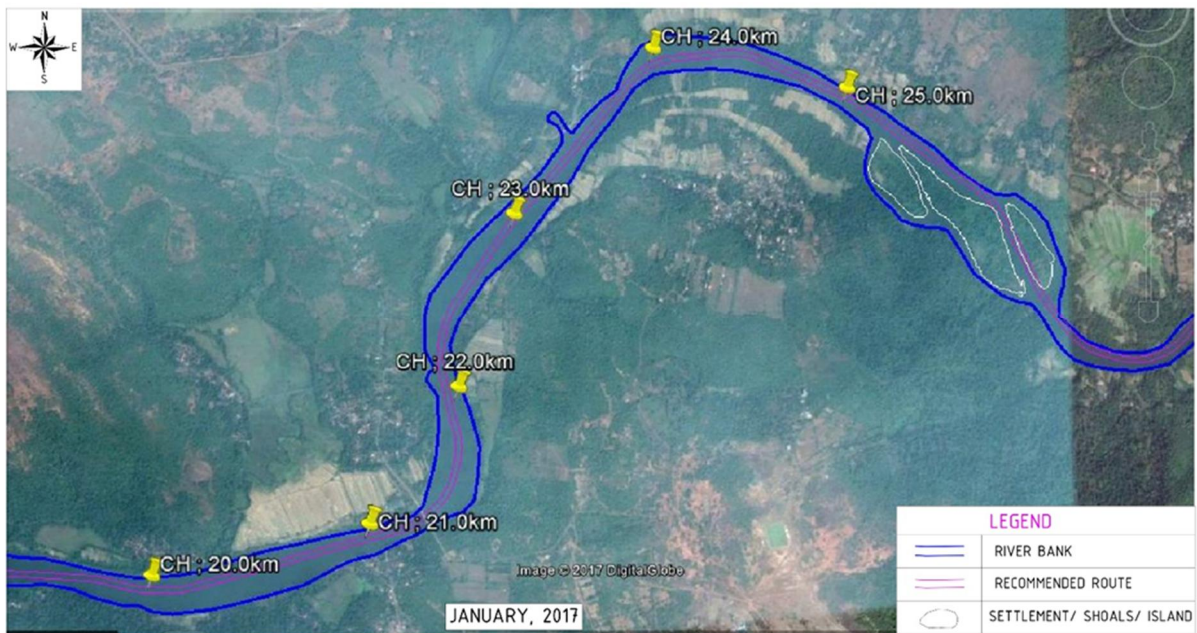 N
W E
S
CH ; 24.0km
CH ; 25.0km
CH ; 23.0km
CH ; 22.0km
CH ; 21.0km
CH ; 20.0km
Image © 2017 DigitalGlobe
JANUARY, 2017
LEGEND
RIVER BANK
RECOMMENDED ROUTE
SETTLEMENT/ SHOALS/ ISLAND